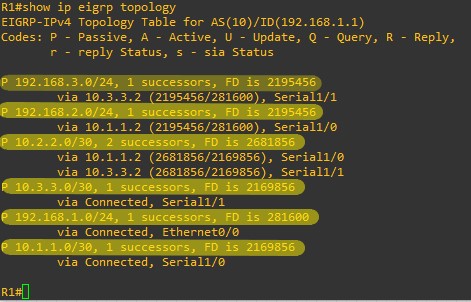 R1#show ip eigrp topology
EIGRP-IPv4 Topology Table for AS(10)/ID(192.168.1.1)
Codes: P - Passive, A - Active, U - Update, Q - Query, R - Reply,
r - reply Status, s - sia Status
P 192.168.3.0/24, 1 successors, FD is 2195456
via 10.3.3.2 (2195456/281600), Serial1/1
P 192.168.2.0/24, 1 successors, FD is 2195456
via 10.1.1.2 (2195456/281600), Serial1/0
P 10.2.2.0/30, 2 successors, FD is 2681856
via 10.1.1.2 (2681856/2169856), Serial1/0
via 10.3.3.2 (2681856/2169856), Serial1/1
P 10.3.3.0/30, 1 successors, FD is 2169856
via Connected, Serial1/1
P 192.168.1.0/24, 1 successors, FD is 281600
via Connected, Ethernet0/0
P 10.1.1.0/30, 1 successors, FD is 2169856
via Connected, Serial1/0
R1#